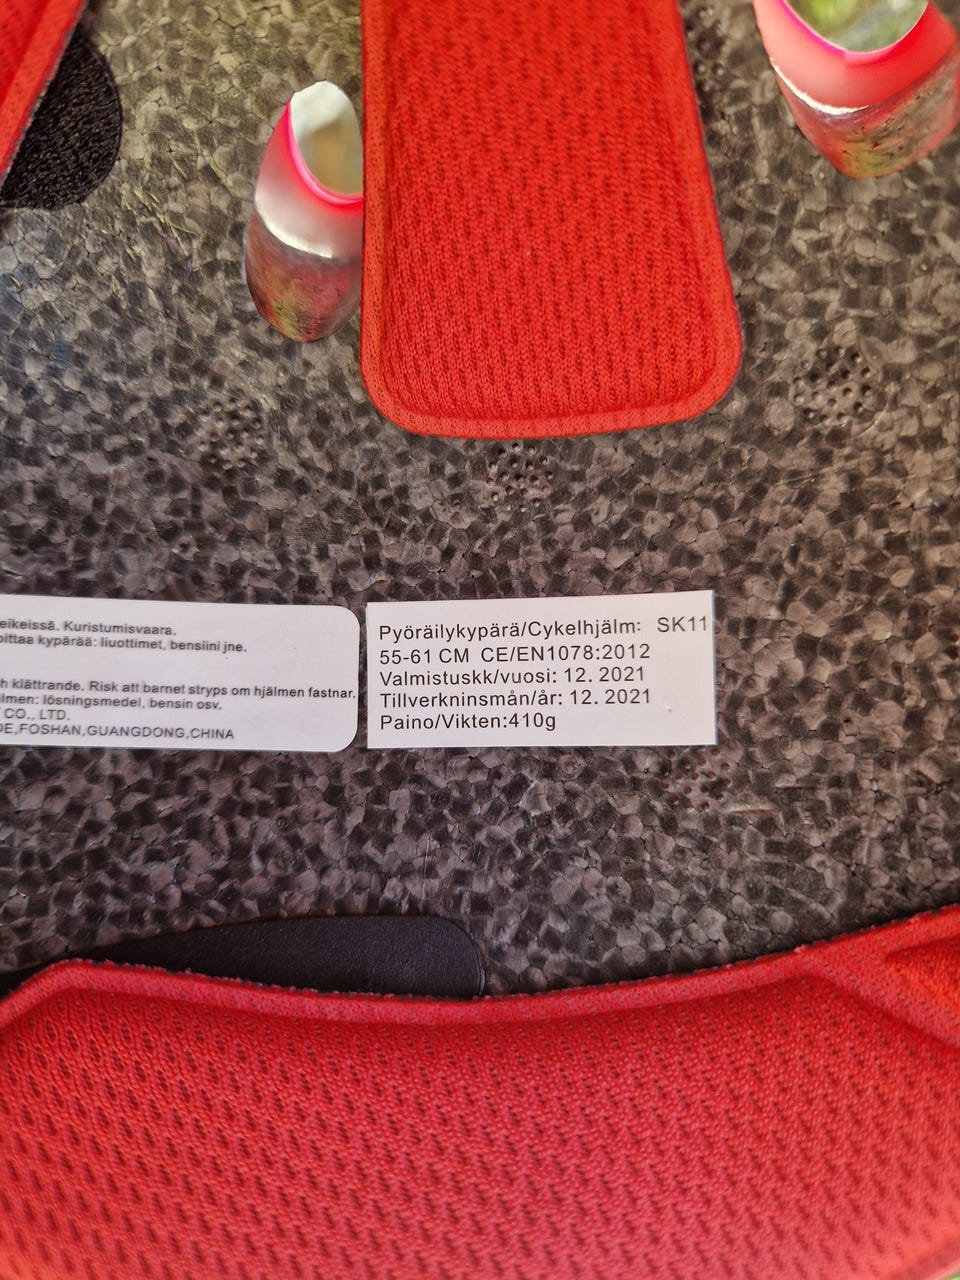 eikeissä. Kuristumisvaara.
oittaa kypärää: liuottimet, bensiini jne.
h klättrande. Risk att barnet stryps om hjälmen fastnar.
lmen: lösningsmedel, bensin osv.
CO., LTD.
DE,FOSHAN,GUANGDONG,CHINA
Pyöräilykypärä/Cykelhjälm: SK11
55-61 CM CE/EN1078:2012
Valmistuskk/vuosi: 12. 2021
Tillverkninsmån/år: 12. 2021
Paino/Vikten:410g